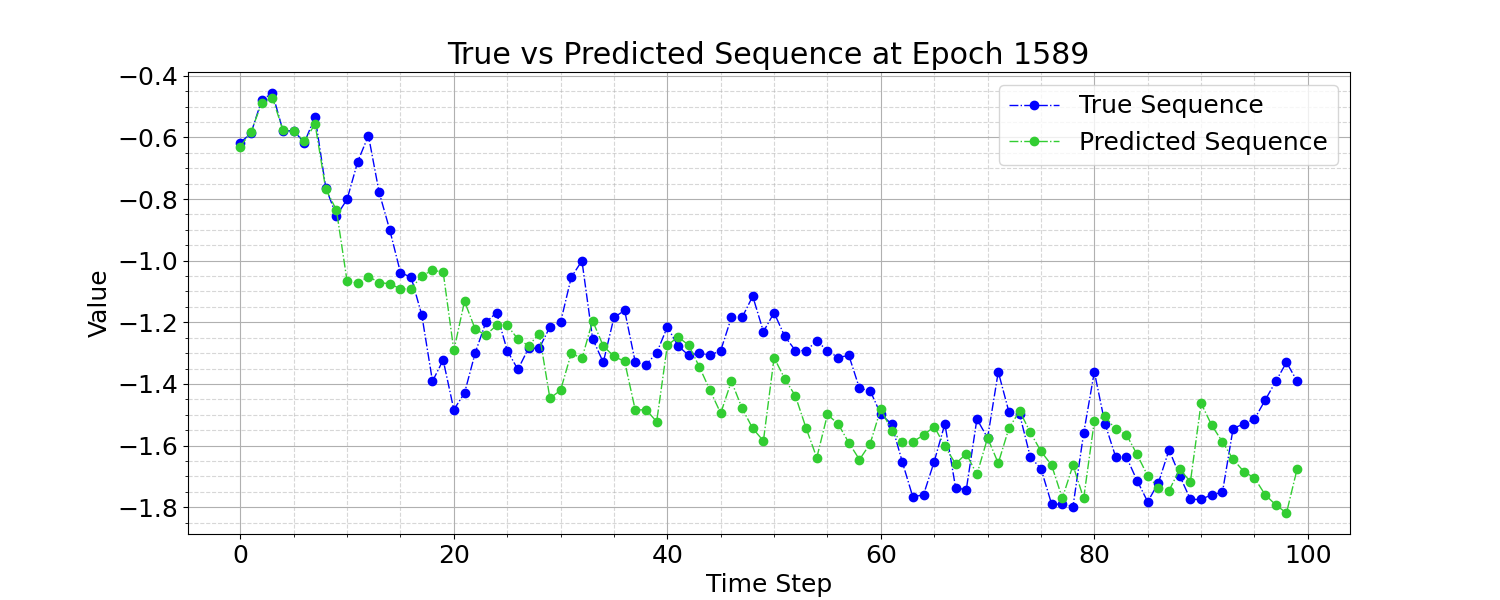 True vs Predicted Sequence at Epoch 1589
True Sequence
Predicted Sequence
Value
−0.4
−0.6
−0.8
−1.0
−1.2
−1.4
−1.6
−1.8
0 20 40 60 80 100
Time Step